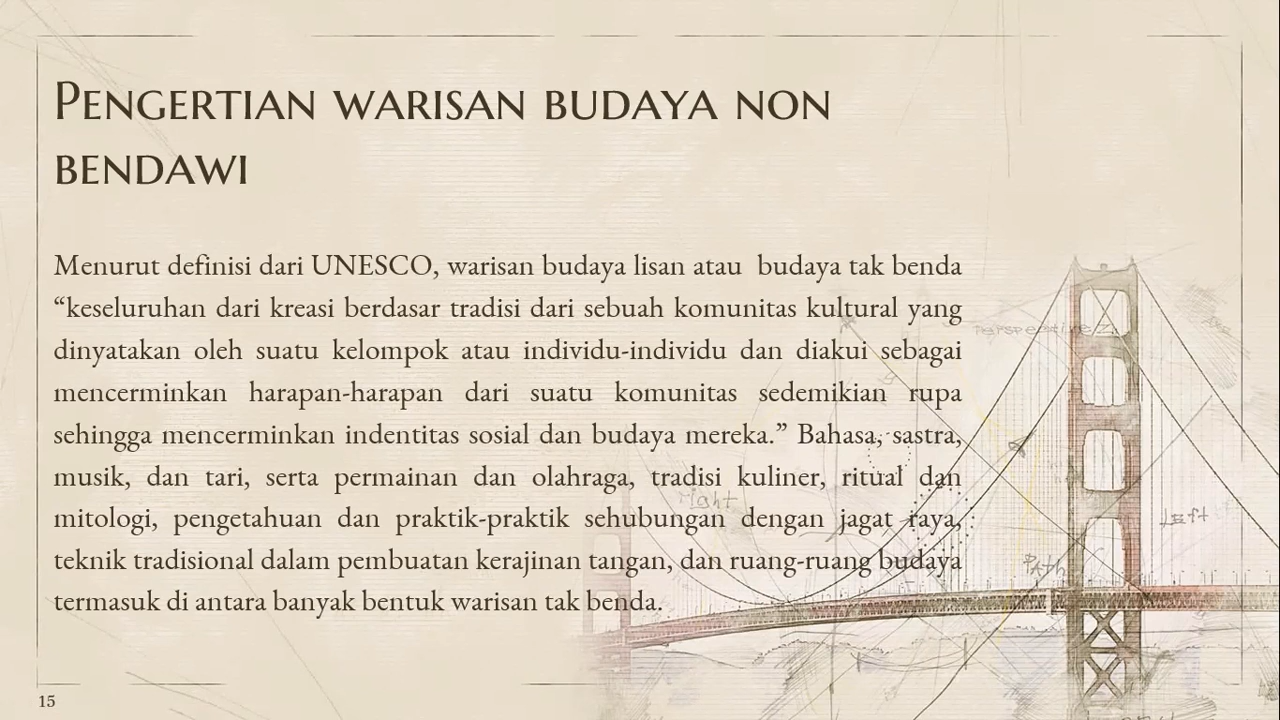 Pengertian warisan budaya non
bendawi
Menurut definisi dari UNESCO, warisan budaya lisan atau  budaya tak benda
“keseluruhan dari kreasi berdasar tradisi dari sebuah komunitas kultural yang
dinyatakan oleh suatu kelompok atau individu-individu dan diakui sebagai
mencerminkan harapan-harapan dari suatu komunitas sedemikian rupa
sehingga mencerminkan indentitas sosial dan budaya mereka.” Bahasa, sastra,
musik, dan tari, serta permainan dan olahraga, tradisi kuliner, ritual dan
mitologi, pengetahuan dan praktik-praktik sehubungan dengan jagat raya,
teknik tradisional dalam pembuatan kerajinan tangan, dan ruang-ruang budaya
termasuk di antara banyak bentuk warisan tak benda.
perspective
right
Left
Path
15